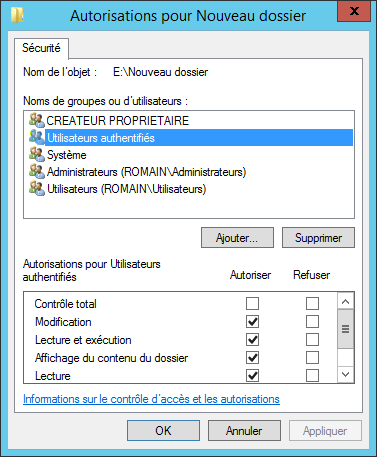 Autorisations pour Nouveau dossier
Sécurité
Nom de l'objet : E:\Nouveau dossier
Noms de groupes ou d'utilisateurs :
CREATEUR PROPRIETAIRE
Utilisateurs authentifiés
Système
Administrateurs (ROMAIN\Administrateurs)
Utilisateurs (ROMAIN\Utilisateurs)
Ajouter... Supprimer
Autorisations pour Utilisateurs
authentifiés Autoriser Refuser
Contrôle total
Modification
Lecture et exécution
Affichage du contenu du dossier
Lecture
Informations sur le contrôle d'accès et les autorisations
OK Annuler Appliquer